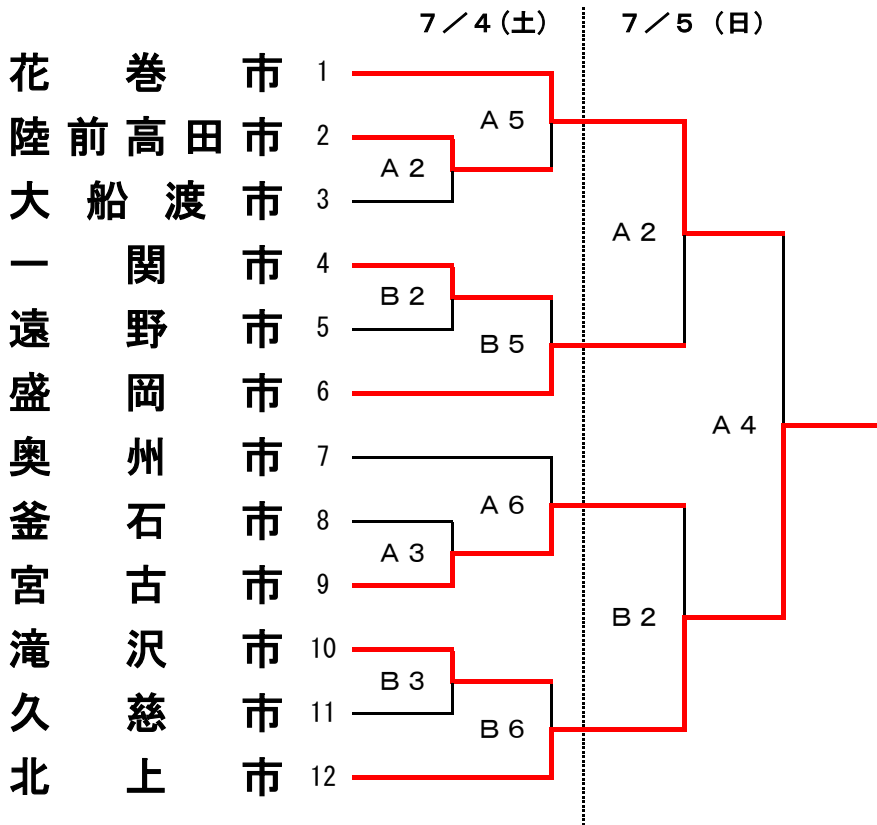 ７／４（土） ７／５（日）
花巻市 1
陸前高田市 2
大船渡市 3
一関市 4
遠野市 5
盛岡市 6
奥州市 7
釜石市 8
宮古市 9
滝沢市 10
久慈市 11
北上市 12
Ａ５
Ａ２
Ａ２
Ｂ２
Ｂ５
Ａ４
Ａ６
Ａ３
Ｂ２
Ｂ３
Ｂ６